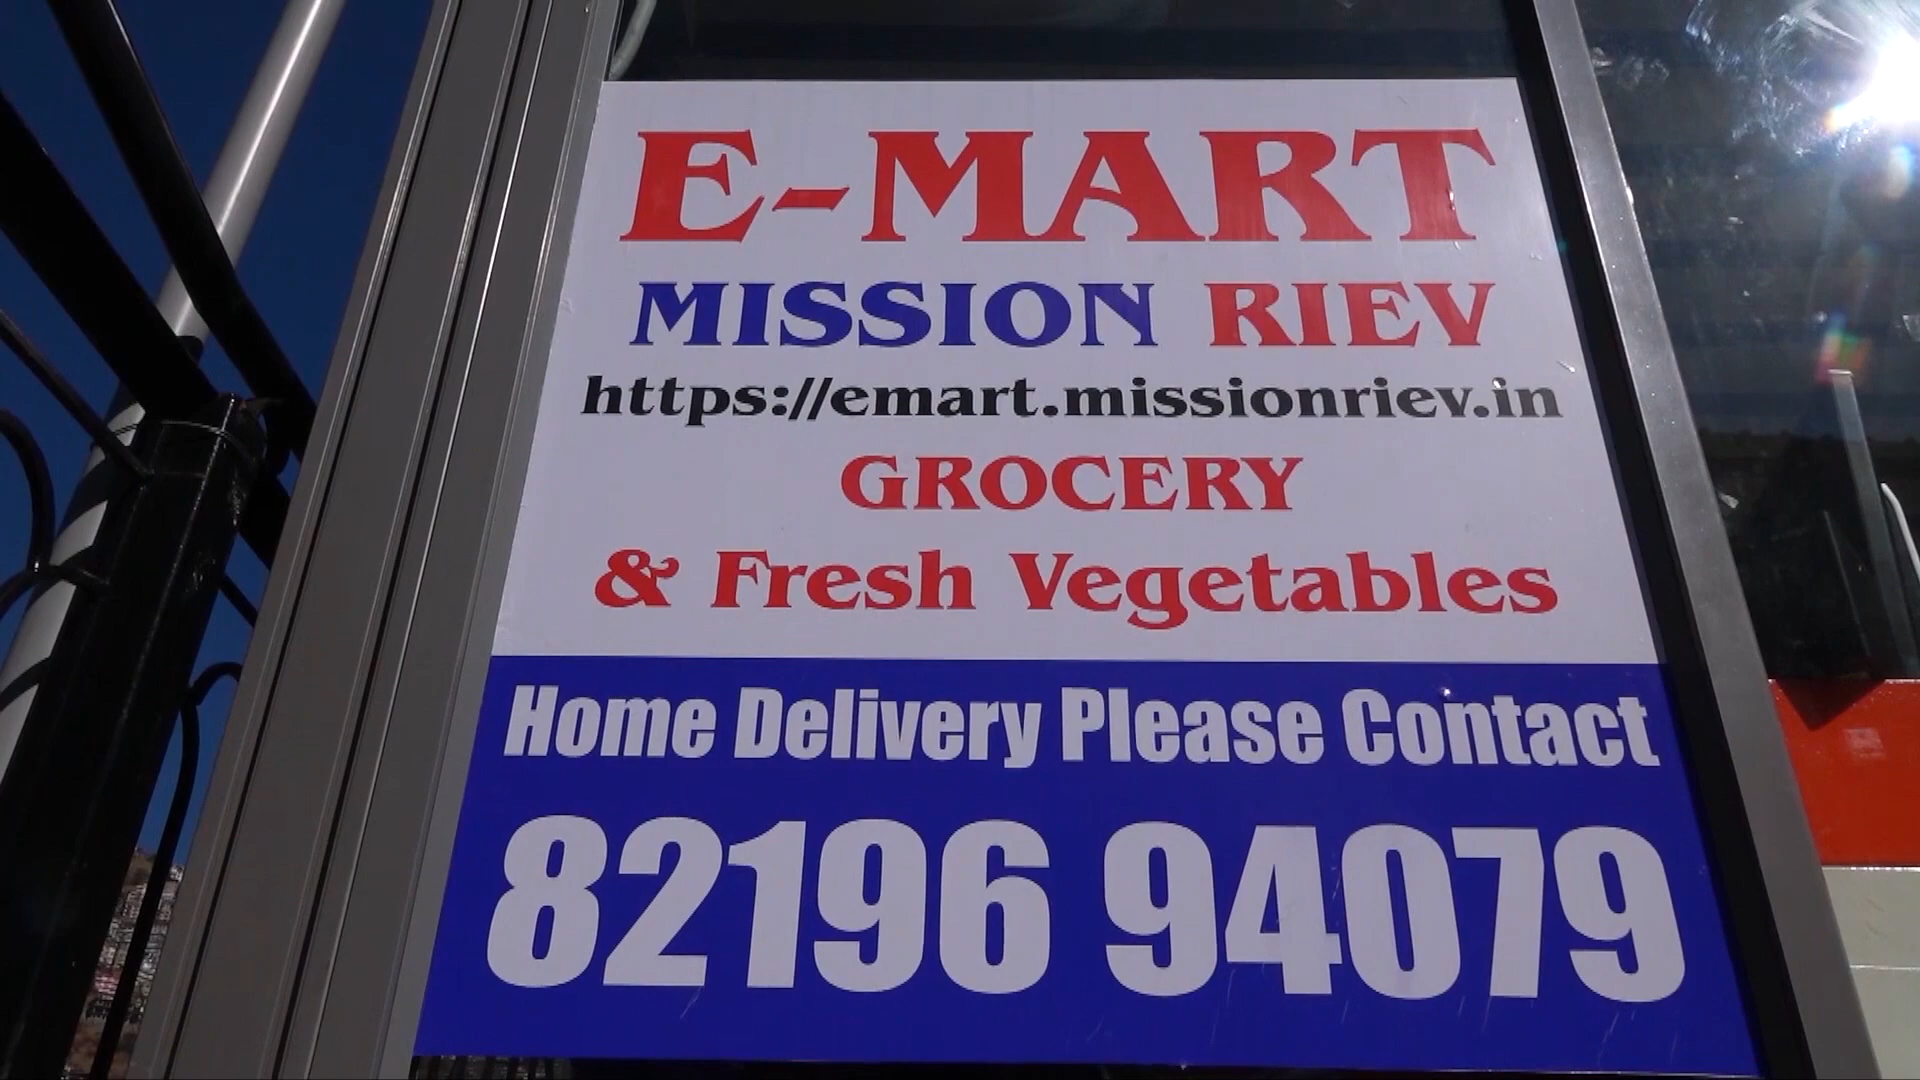 E-MART
MISSION RIEV
https://emart.missionriev.in
GROCERY
& Fresh Vegetables
Home Delivery Please Contact
82196 94079